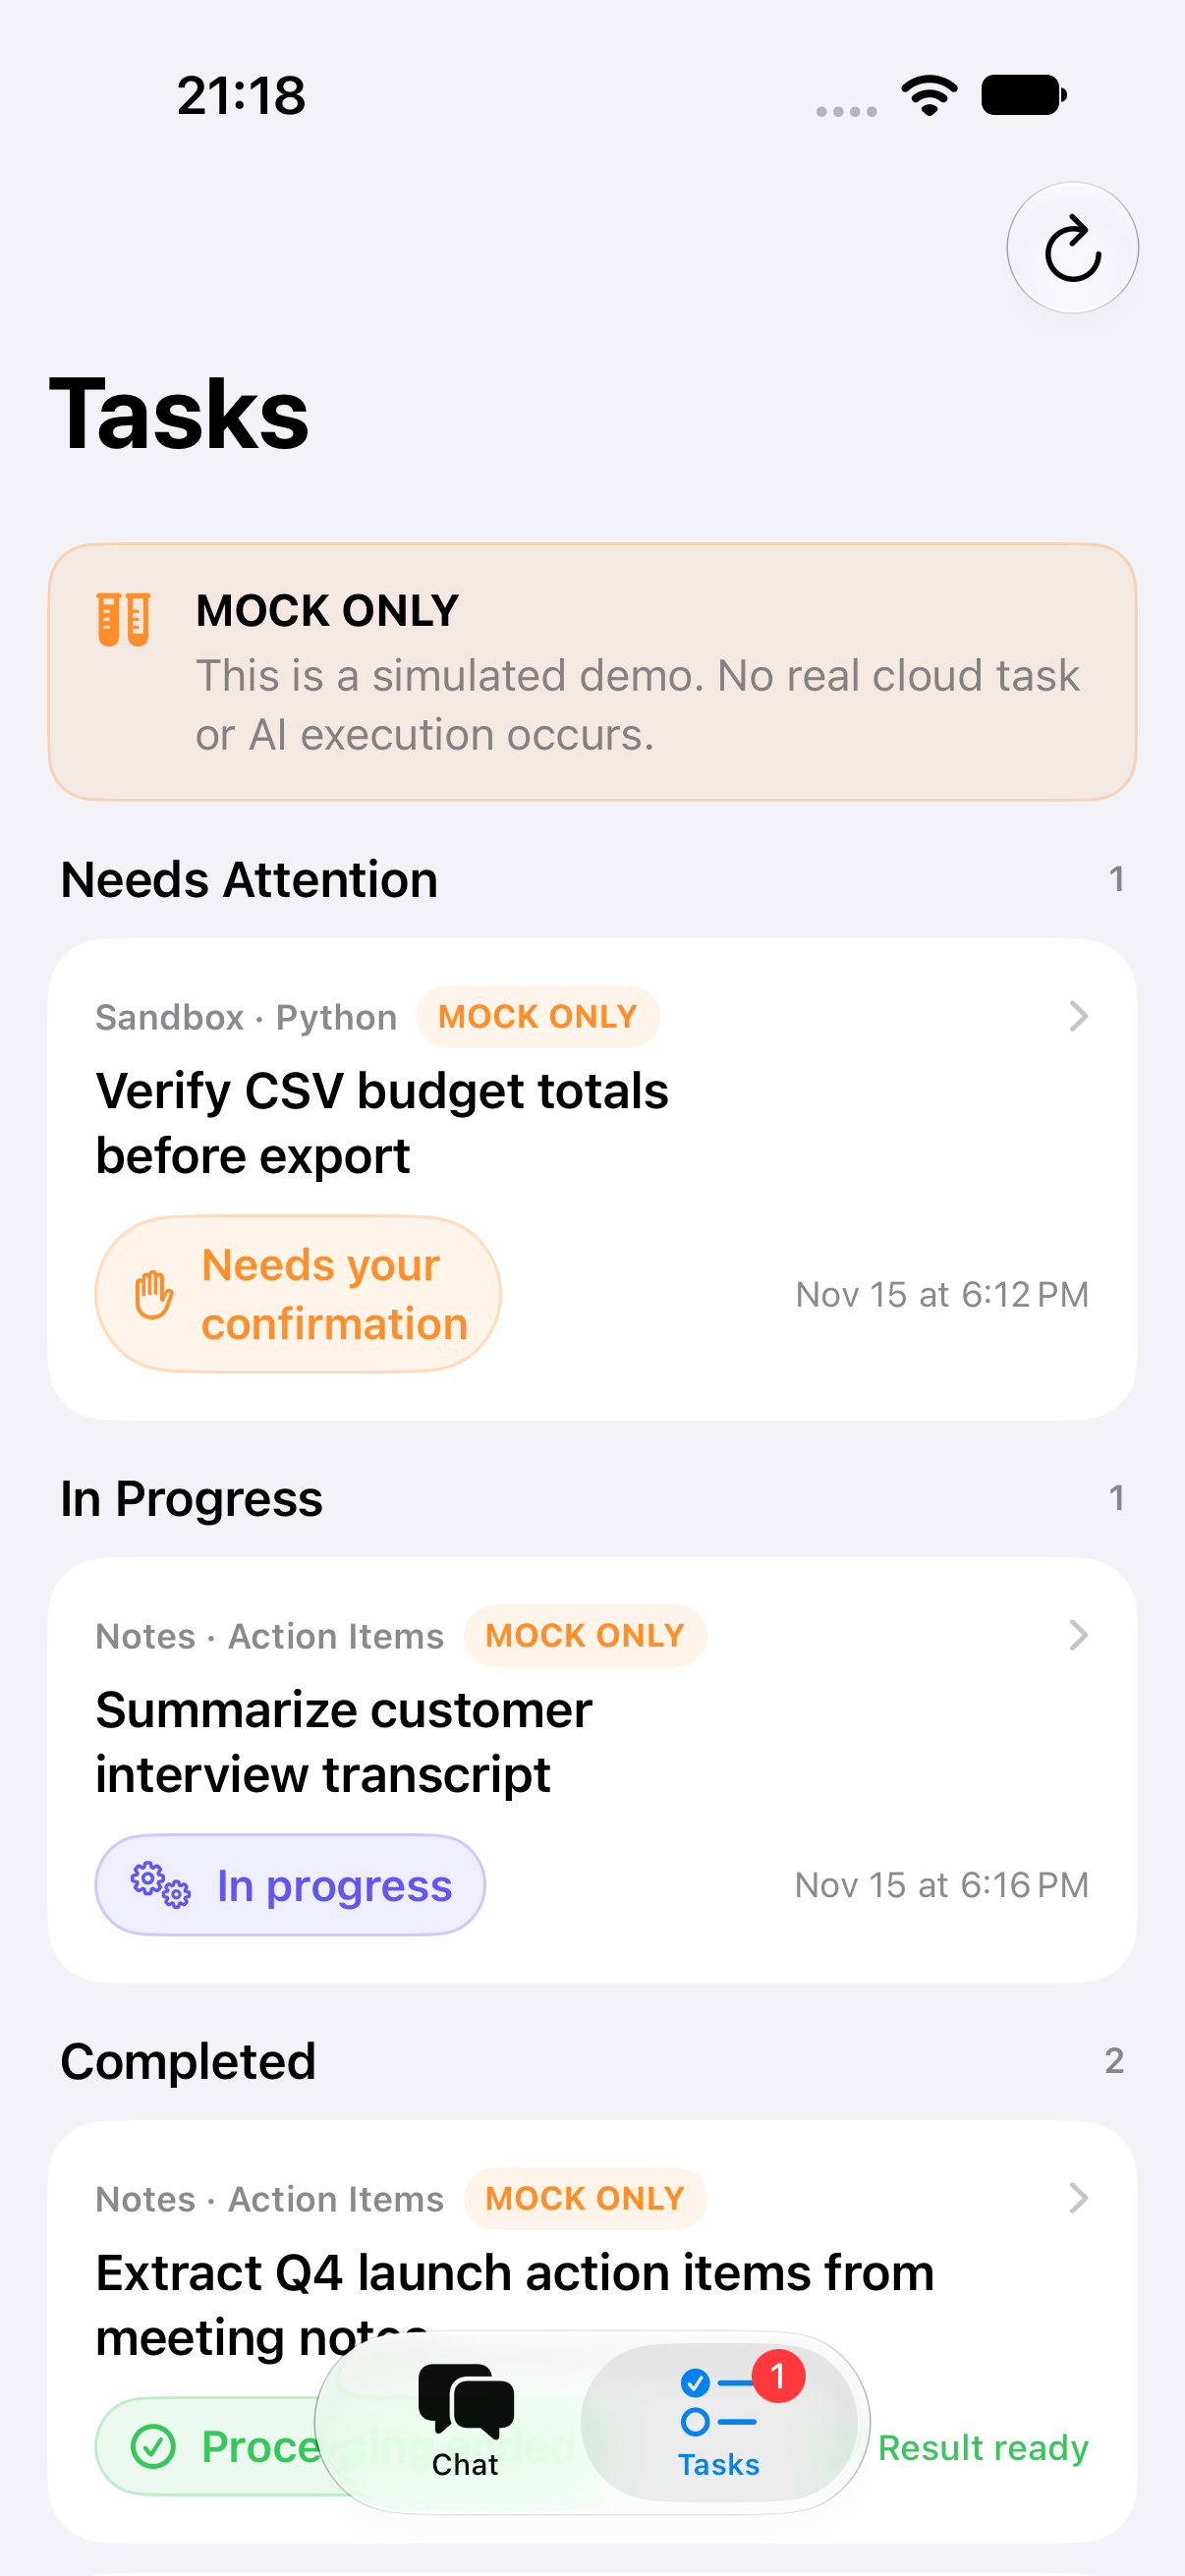 21:18
Tasks
MOCK ONLY
This is a simulated demo. No real cloud task
or AI execution occurs.
Needs Attention 1
Sandbox · Python MOCK ONLY
Verify CSV budget totals
before export
Needs your
confirmation
Nov 15 at 6:12 PM
In Progress 1
Notes · Action Items MOCK ONLY
Summarize customer
interview transcript
In progress Nov 15 at 6:16 PM
Completed 2
Notes · Action Items MOCK ONLY
Extract Q4 launch action items from
meeting notes
Processing ended Result ready
1
Chat Tasks